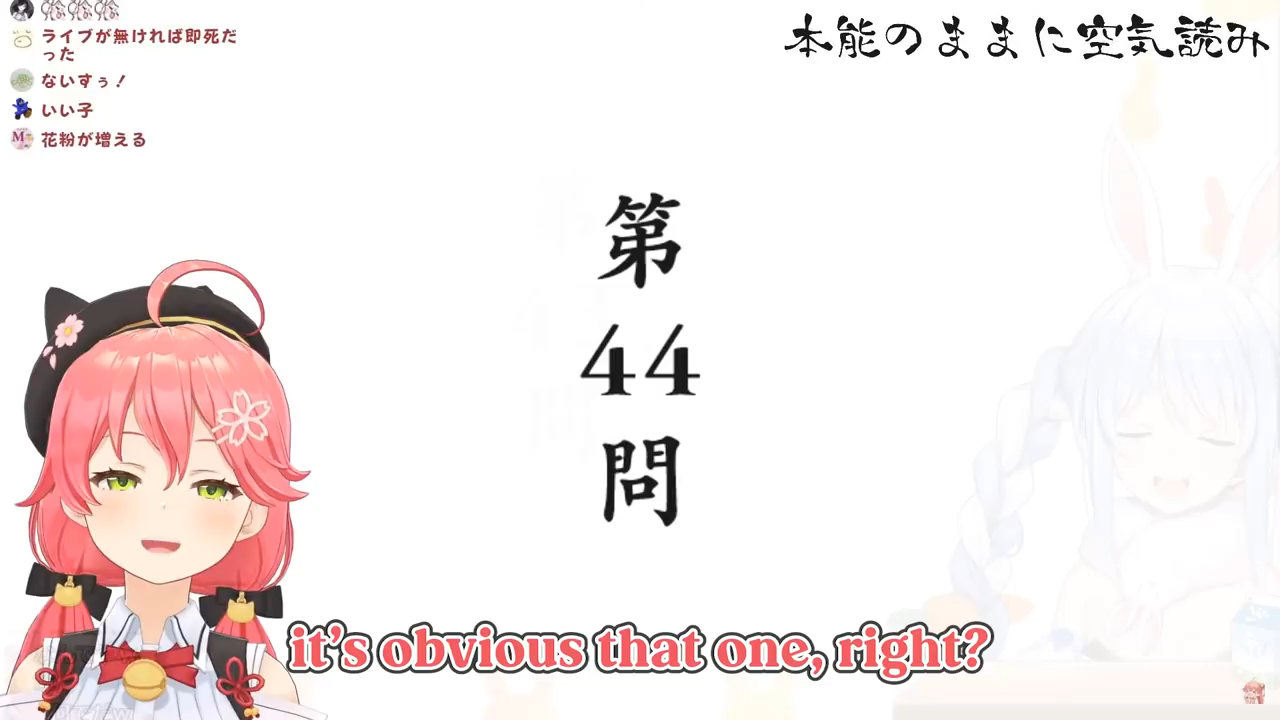 ライブが無ければ即死だ
った
ないすぅ！
いい子
花粉が増える
本能のままに空気読み
第
44
問
it's obvious that one, right?